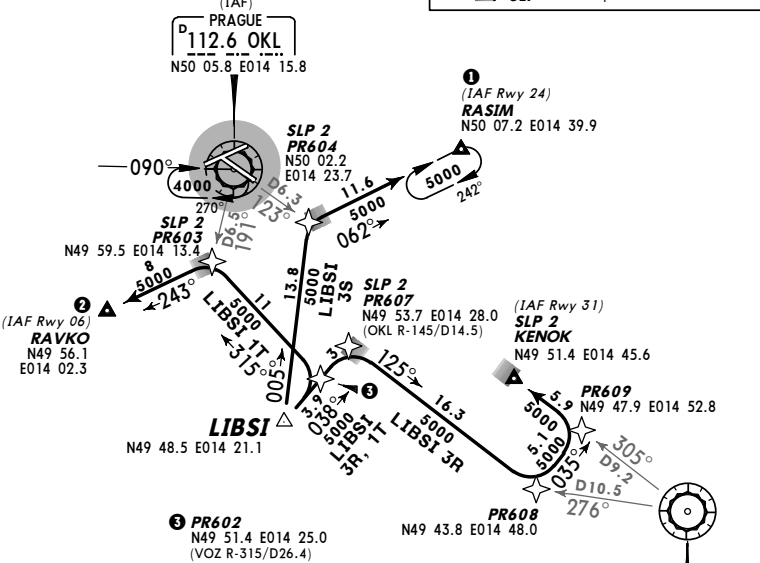 (IAF)
PRAGUE
D 112.6 OKL
N50 05.8 E014 15.8
090°
4000
270°
D6.5
191°
D6.3
123°
SLP 2
PR604
N50 02.2
E014 23.7
11.6
5000
062°
1
(IAF Rwy 24)
RASIM
N50 07.2 E014 39.9
5000
242°
SLP 2
PR603
N49 59.5 E014 13.4
8
5000
243°
2
(IAF Rwy 06)
RAVKO
N49 56.1
E014 02.3
11
5000
LIBSI 1T
315°
13.8
5000
LIBSI
3S
005°
SLP 2
PR607
N49 53.7 E014 28.0
(OKL R-145/D14.5)
3
125°
16.3
5000
LIBSI 3R
(IAF Rwy 31)
SLP 2
KENOK
N49 51.4 E014 45.6
5.9
5000
PR609
N49 47.9 E014 52.8
5.1
5000
035°
305°
D9.2
D10.5
276°
PR608
N49 43.8 E014 48.0
LIBSI
N49 48.5 E014 21.1
3.9
038°
5000
LIBSI
3R, 1T
3
3 PR602
N49 51.4 E014 25.0
(VOZ R-315/D26.4)